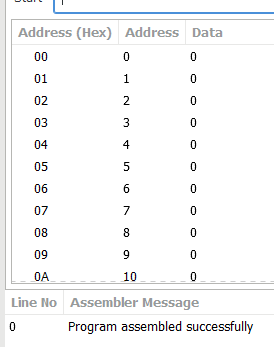 Start
Address (Hex) Address Data
00 0 0
01 1 0
02 2 0
03 3 0
04 4 0
05 5 0
06 6 0
07 7 0
08 8 0
09 9 0
0A 10 0
Line No Assembler Message
0 Program assembled successfully